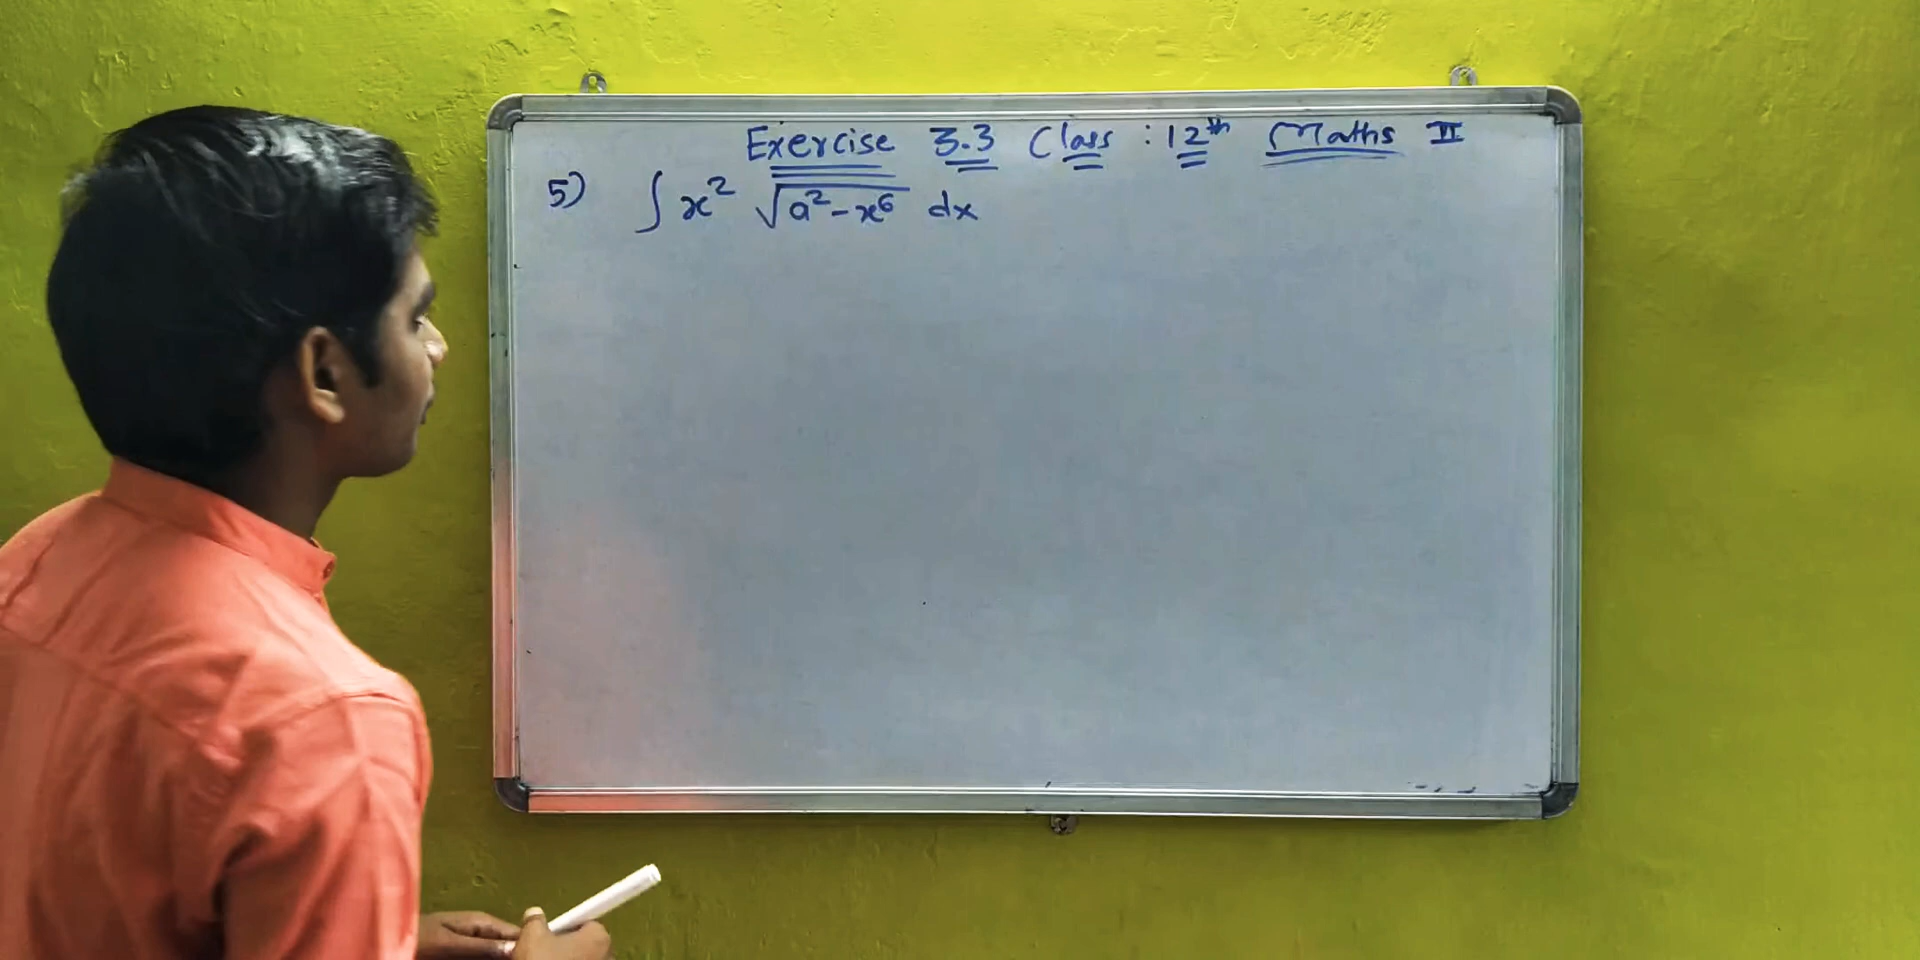 Exercise 3.3 Class : 12th Maths II
5) ∫ x² √(a² - x⁶) dx